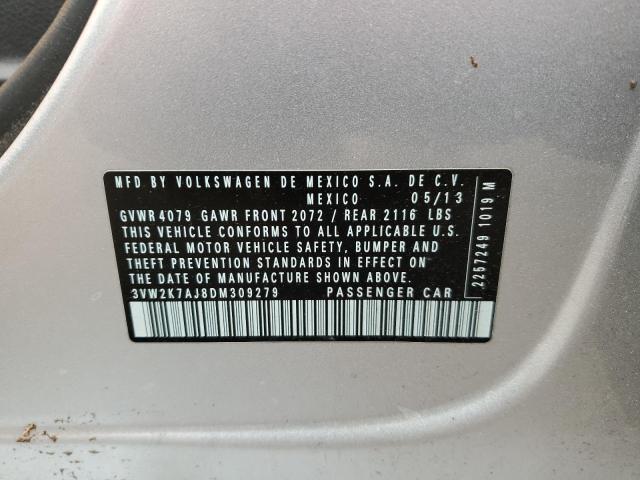 MFD BY VOLKSWAGEN DE MEXICO S.A. DE C.V.
MEXICO 05/13
GVWR 4079 GAWR FRONT 2072 / REAR 2116 LBS
THIS VEHICLE CONFORMS TO ALL APPLICABLE U.S.
FEDERAL MOTOR VEHICLE SAFETY, BUMPER AND
THEFT PREVENTION STANDARDS IN EFFECT ON
THE DATE OF MANUFACTURE SHOWN ABOVE.
3VW2K7AJ8DM309279 PASSENGER CAR
2257249 1019 M